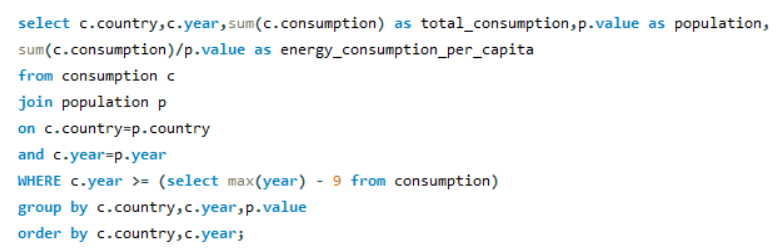 select c.country,c.year,sum(c.consumption) as total_consumption,p.value as population,
sum(c.consumption)/p.value as energy_consumption_per_capita
from consumption c
join population p
on c.country=p.country
and c.year=p.year
WHERE c.year >= (select max(year) - 9 from consumption)
group by c.country,c.year,p.value
order by c.country,c.year;